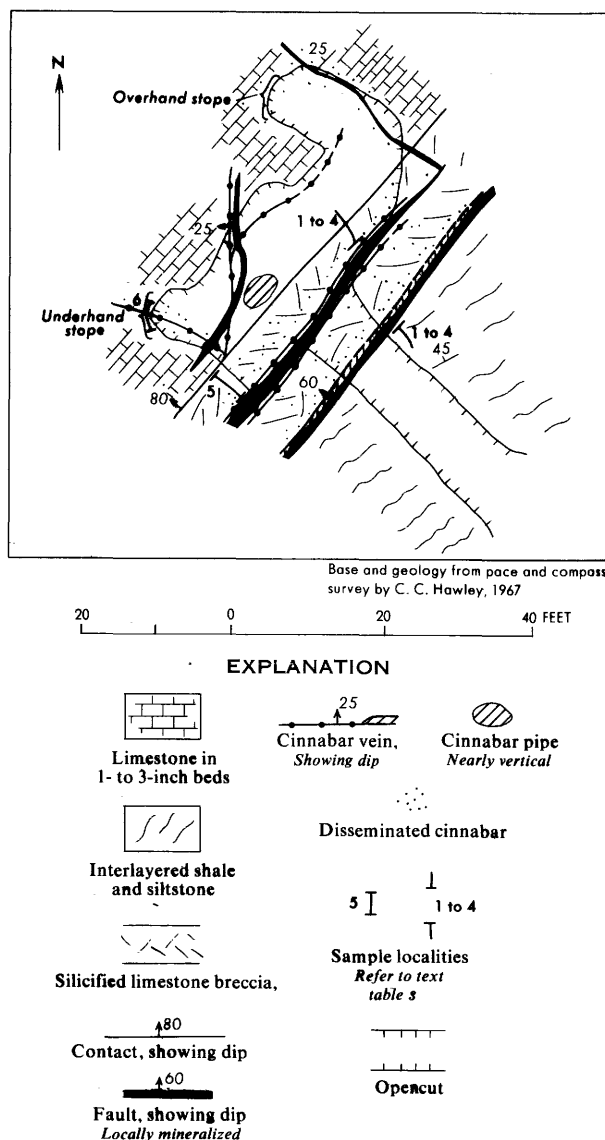 N
25
Overhand stope
1 to 4
25
6
Underhand
stope
5
80
60
1 to 4
45
Base and geology from pace and compass
survey by C. C. Hawley, 1967
20 0 20 40 FEET
EXPLANATION
Limestone in
1- to 3-inch beds
25
Cinnabar vein,
Showing dip
Cinnabar pipe
Nearly vertical
Interlayered shale
and siltstone
Disseminated cinnabar
Silicified limestone breccia,
5
1 to 4
Sample localities
Refer to text
table 3
80
Contact, showing dip
60
Fault, showing dip
Locally mineralized
Opencut